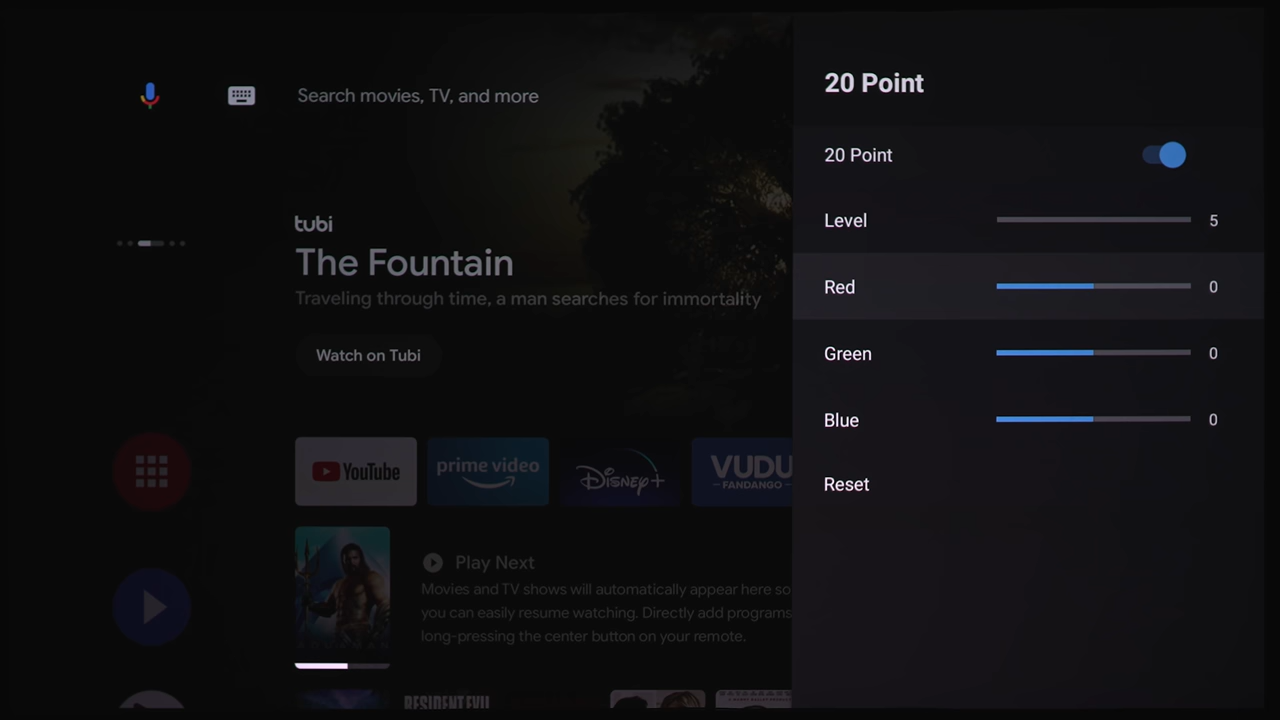 Search movies, TV, and more
tubi
The Fountain
Traveling through time, a man searches for immortality
Watch on Tubi
YouTube
prime video
Disney+
VUDU
FANDANGO
Play Next
Movies and TV shows will automatically appear here so
you can easily resume watching. Directly add programs
long-pressing the center button on your remote.
RESIDENT EVIL
20 Point
20 Point
Level 5
Red 0
Green 0
Blue 0
Reset